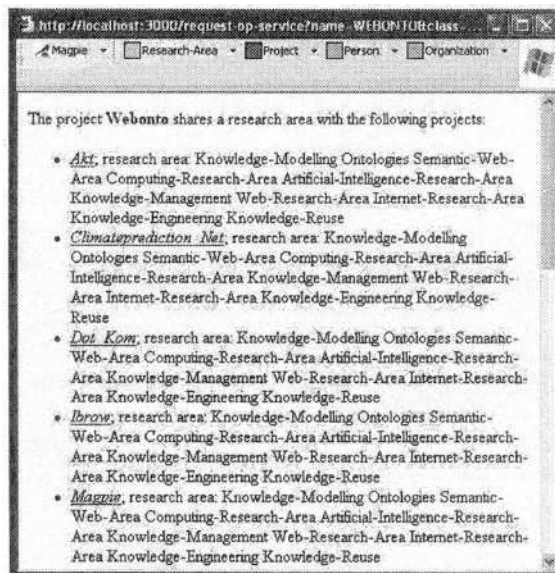 http://localhost:3000/request-op-service?name=WEBONTO&class-...
Magpie Research-Area Project Person Organization
The project Webonto shares a research area with the following projects:
• Akt; research area: Knowledge-Modelling Ontologies Semantic-Web-
Area Computing-Research-Area Artificial-Intelligence-Research-Area
Knowledge-Management Web-Research-Area Internet-Research-Area
Knowledge-Engineering Knowledge-Reuse
• Climateprediction Net; research area: Knowledge-Modelling
Ontologies Semantic-Web-Area Computing-Research-Area Artificial-
Intelligence-Research-Area Knowledge-Management Web-Research-
Area Internet-Research-Area Knowledge-Engineering Knowledge-
Reuse
• Dot Kom; research area: Knowledge-Modelling Ontologies Semantic-
Web-Area Computing-Research-Area Artificial-Intelligence-Research-
Area Knowledge-Management Web-Research-Area Internet-Research-
Area Knowledge-Engineering Knowledge-Reuse
• Ibrow; research area: Knowledge-Modelling Ontologies Semantic-
Web-Area Computing-Research-Area Artificial-Intelligence-Research-
Area Knowledge-Management Web-Research-Area Internet-Research-
Area Knowledge-Engineering Knowledge-Reuse
• Magpie; research area: Knowledge-Modelling Ontologies Semantic-
Web-Area Computing-Research-Area Artificial-Intelligence-Research-
Area Knowledge-Management Web-Research-Area Internet-Research-
Area Knowledge-Engineering Knowledge-Reuse